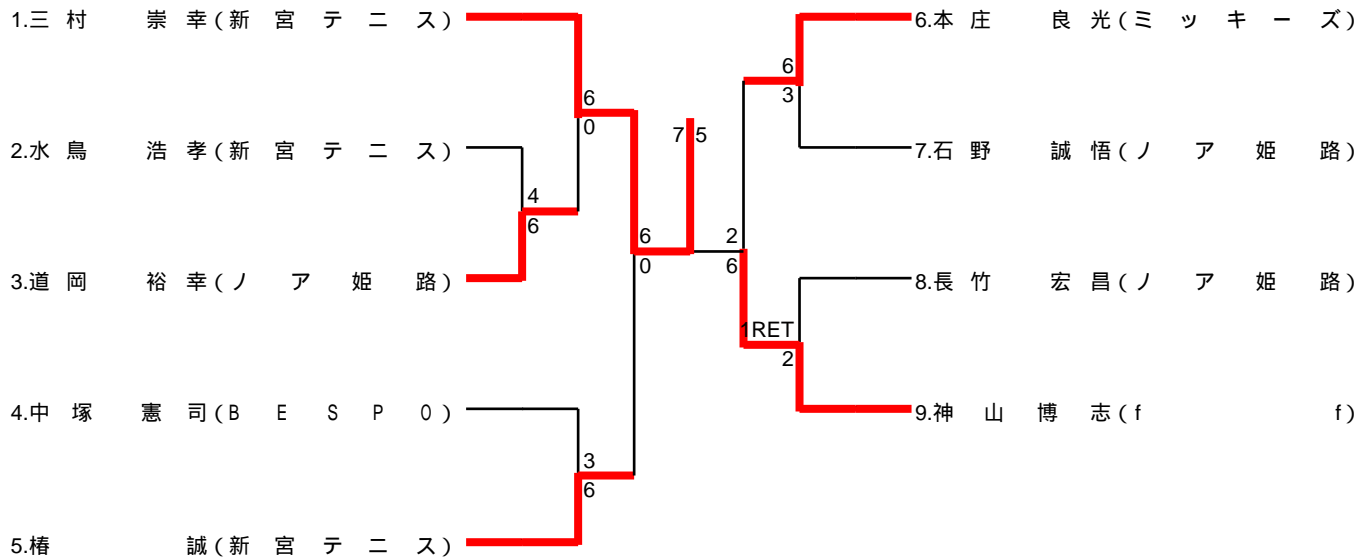 1.三村 崇幸(新宮テニス)
6.本庄 良光(ミッキーズ)
6
3
6
0
7 5
2.水鳥 浩孝(新宮テニス)
7.石野 誠悟(ノア姫路)
4
6
6
0
2
6
3.道岡 裕幸(ノア姫路)
8.長竹 宏昌(ノア姫路)
1RET
2
4.中塚 憲司(BESPO)
9.神山博志(f f)
3
6
5.椿 誠(新宮テニス)